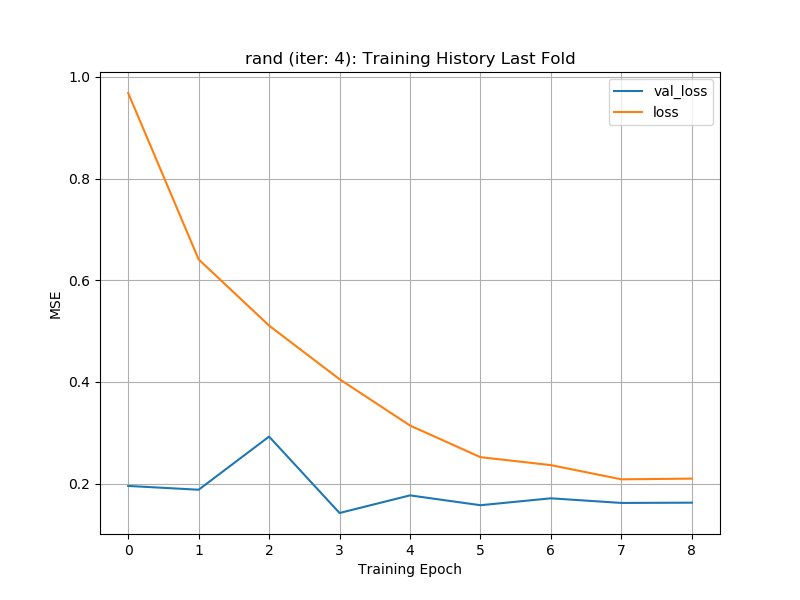 rand (iter: 4): Training History Last Fold
val_loss
loss
MSE
1.0
0.8
0.6
0.4
0.2
0 1 2 3 4 5 6 7 8
Training Epoch